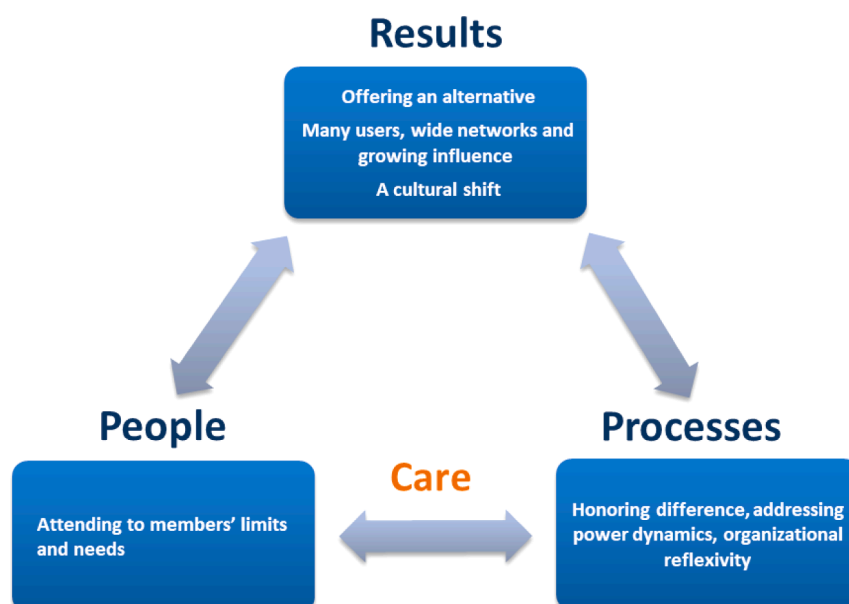 Results
Offering an alternative
Many users, wide networks and
growing influence
A cultural shift
People
Processes
Care
Attending to members’ limits
and needs
Honoring difference, addressing
power dynamics, organizational
reflexivity